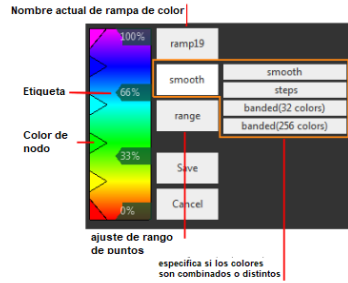 Nombre actual de rampa de color
100%
ramp19
smooth
smooth
Etiqueta
66%
steps
range
banded(32 colors)
banded(256 colors)
Color de
nodo
33%
Save
0%
Cancel
ajuste de rango
de puntos
especifica si los colores
son combinados o distintos